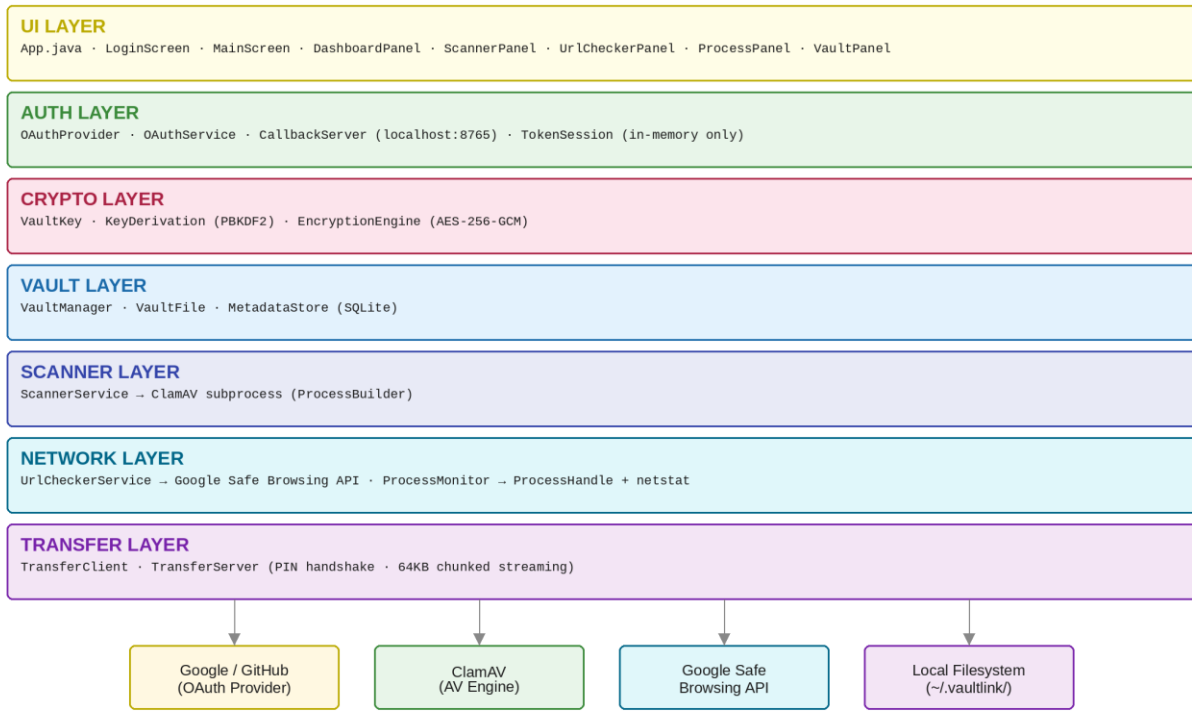 UI LAYER
App.java · LoginScreen · MainScreen · DashboardPanel · ScannerPanel · UrlCheckerPanel · ProcessPanel · VaultPanel
AUTH LAYER
OAuthProvider · OAuthService · CallbackServer (localhost:8765) · TokenSession (in-memory only)
CRYPTO LAYER
VaultKey · KeyDerivation (PBKDF2) · EncryptionEngine (AES-256-GCM)
VAULT LAYER
VaultManager · VaultFile · MetadataStore (SQLite)
SCANNER LAYER
ScannerService → ClamAV subprocess (ProcessBuilder)
NETWORK LAYER
UrlCheckerService → Google Safe Browsing API · ProcessMonitor → ProcessHandle + netstat
TRANSFER LAYER
TransferClient · TransferServer (PIN handshake · 64KB chunked streaming)
Google / GitHub
(OAuth Provider)
ClamAV
(AV Engine)
Google Safe
Browsing API
Local Filesystem
(~/.vaultlink/)